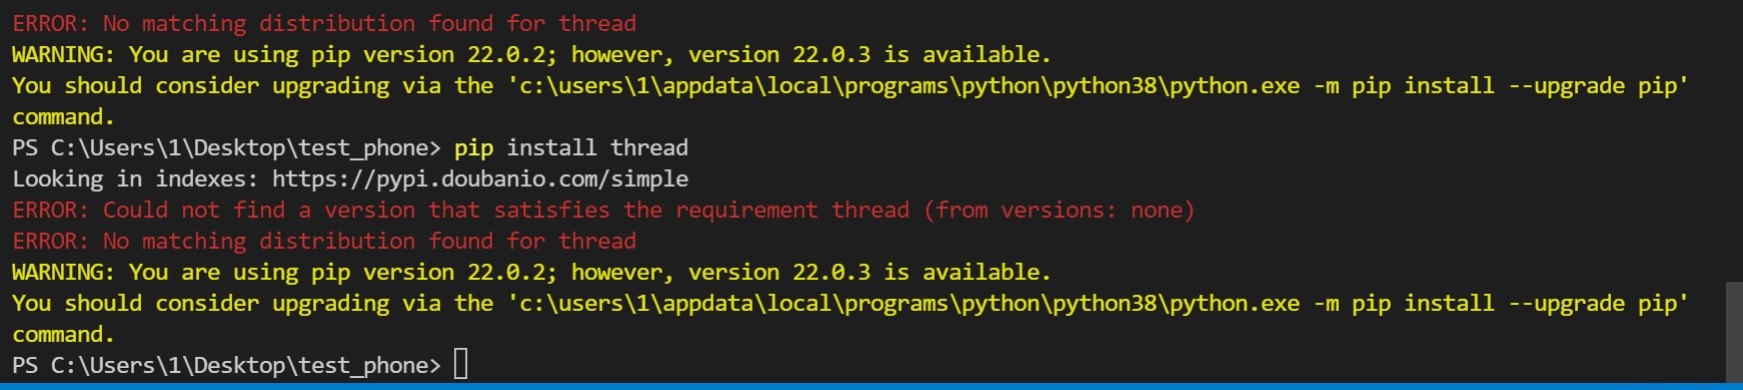 ERROR: No matching distribution found for thread
WARNING: You are using pip version 22.0.2; however, version 22.0.3 is available.
You should consider upgrading via the 'c:\users\1\appdata\local\programs\python\python38\python.exe -m pip install --upgrade pip'
command.
PS C:\Users\1\Desktop\test_phone> pip install thread
Looking in indexes: https://pypi.doubanio.com/simple
ERROR: Could not find a version that satisfies the requirement thread (from versions: none)
ERROR: No matching distribution found for thread
WARNING: You are using pip version 22.0.2; however, version 22.0.3 is available.
You should consider upgrading via the 'c:\users\1\appdata\local\programs\python\python38\python.exe -m pip install --upgrade pip'
command.
PS C:\Users\1\Desktop\test_phone>